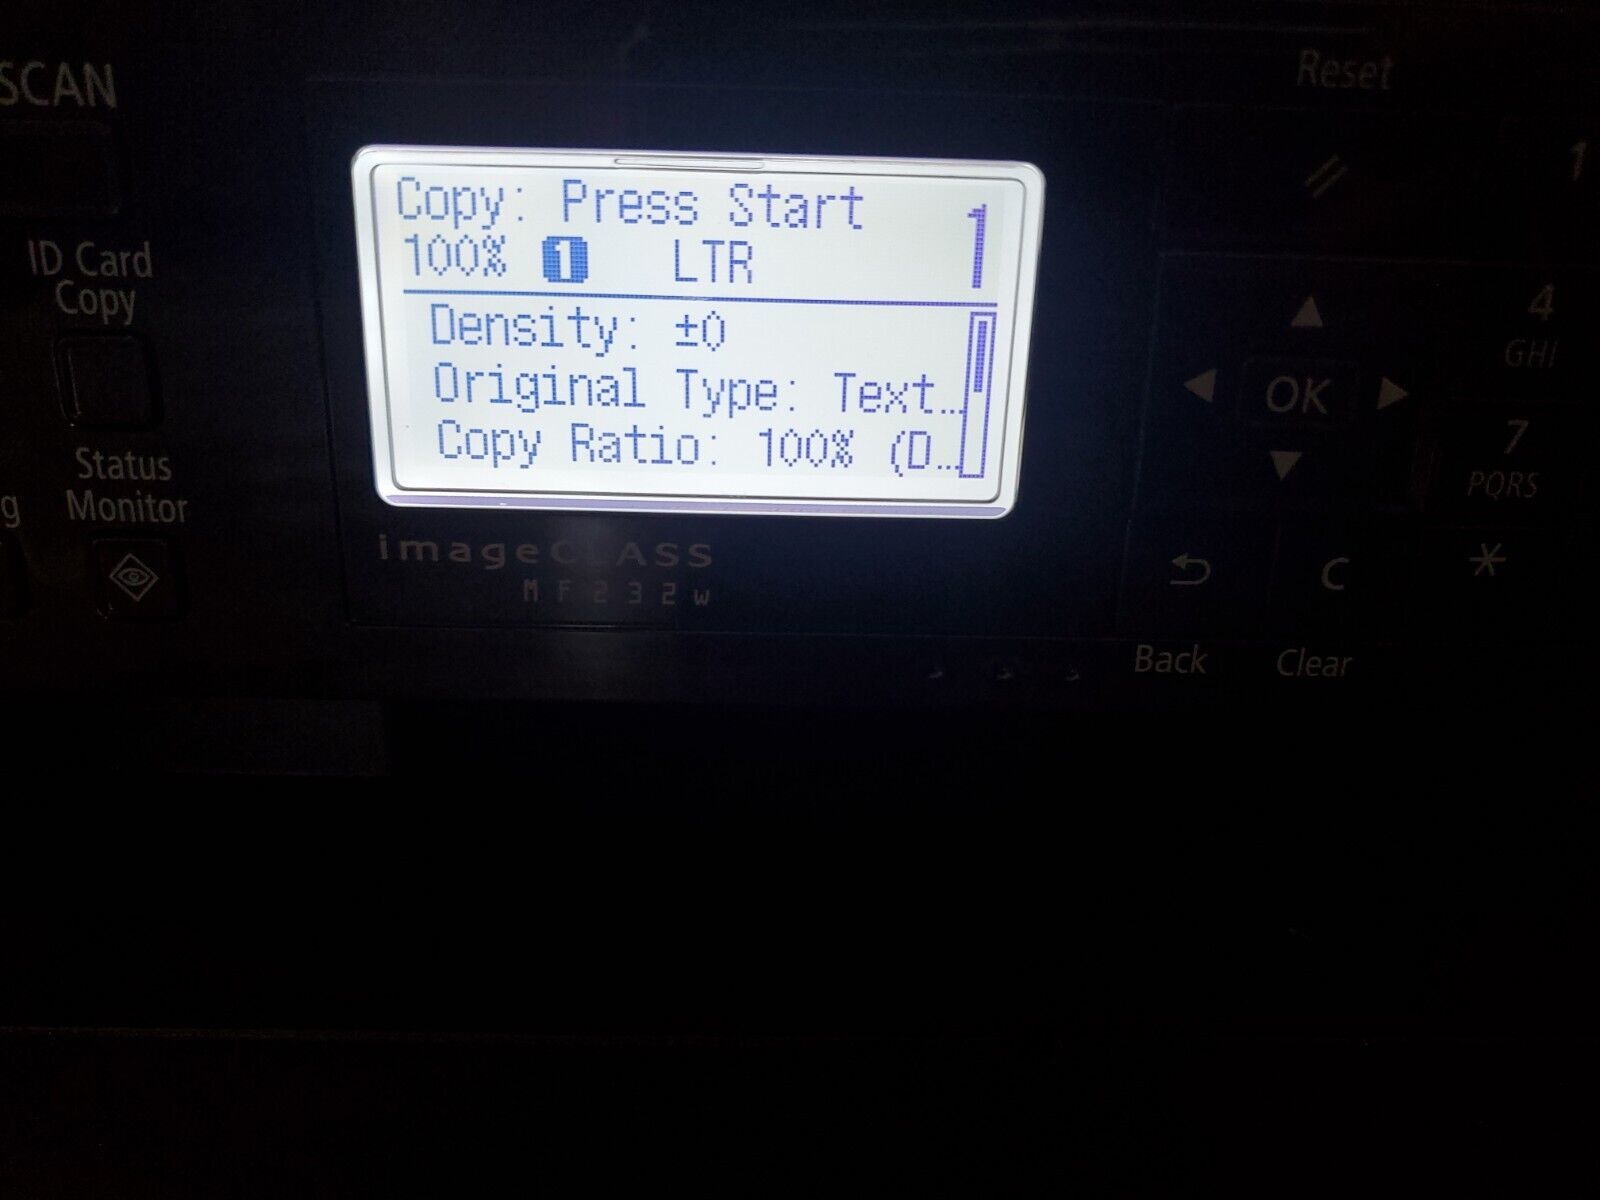 SCAN
ID Card
Copy
Status
Monitor
g
Copy: Press Start
100% 1 LTR 1
Density: ±0
Original Type: Text…
Copy Ratio: 100% (D…
imageCLASS
MF232w
Reset
1
4
GHI
OK
7
PQRS
C
*
Back
Clear